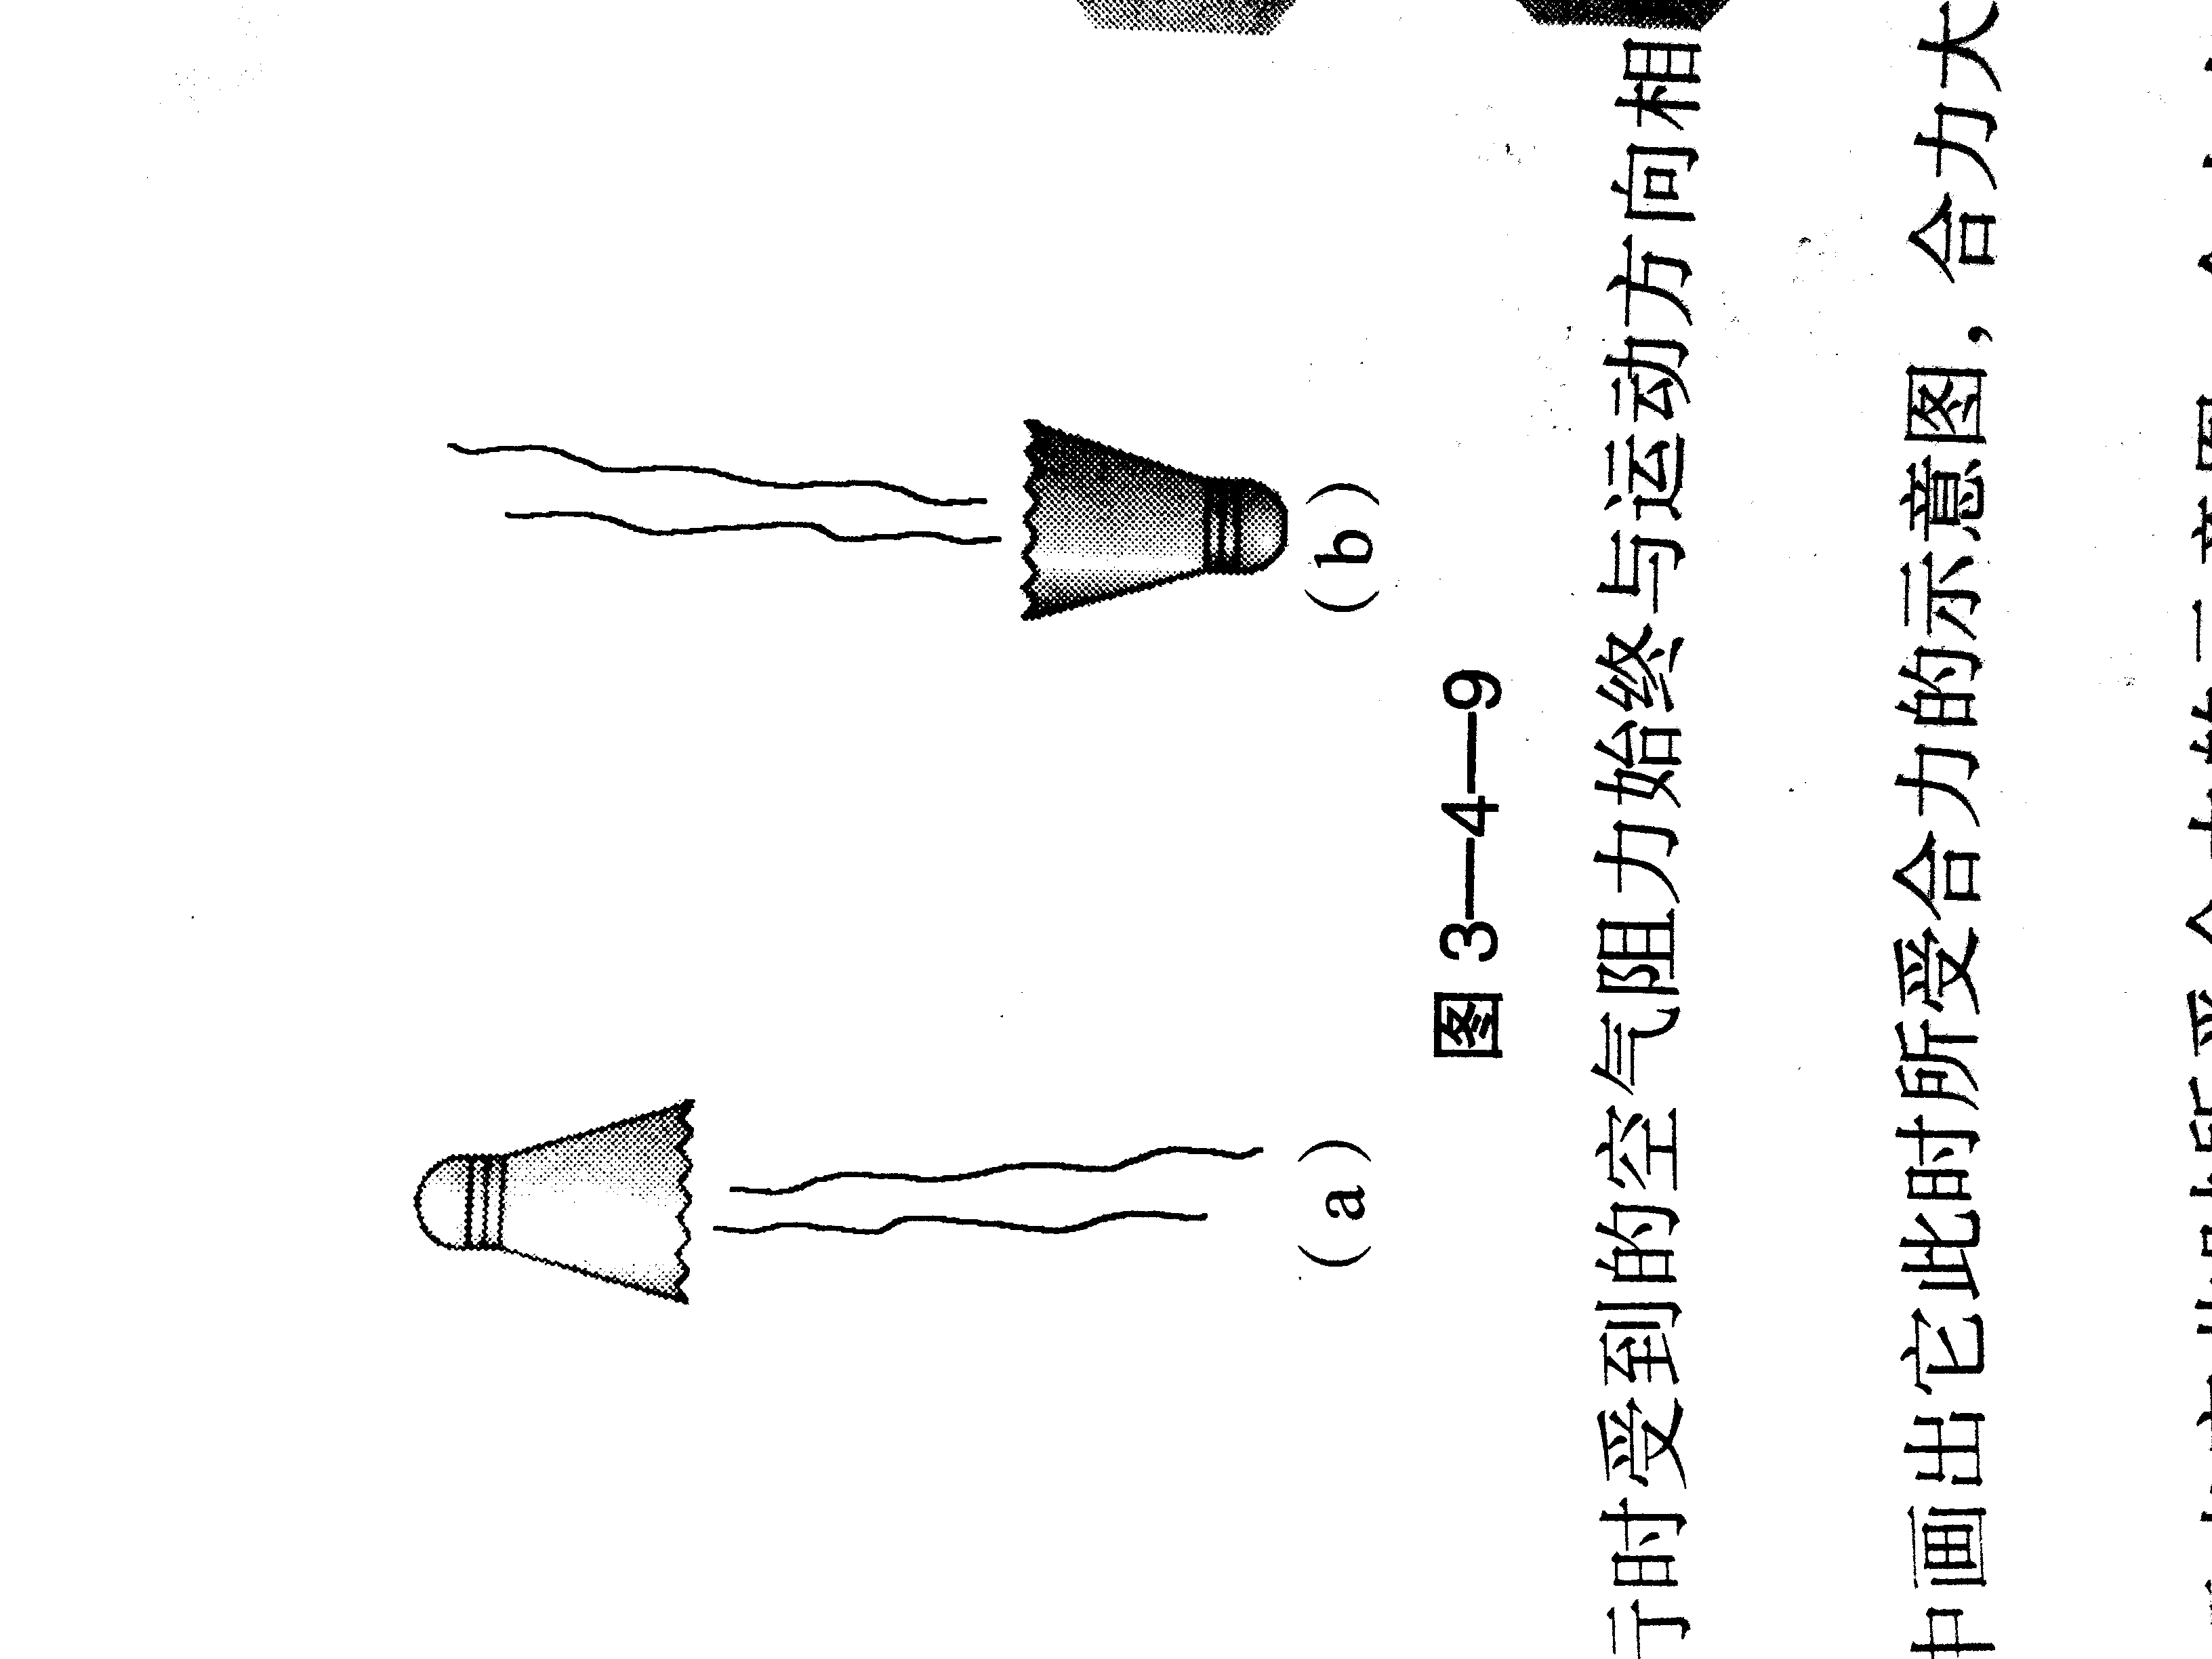 (a)
(b)
图 3—4—9
时受到的空气阻力始终与运动方向相
中画出它此时所受合力的示意图，合力大